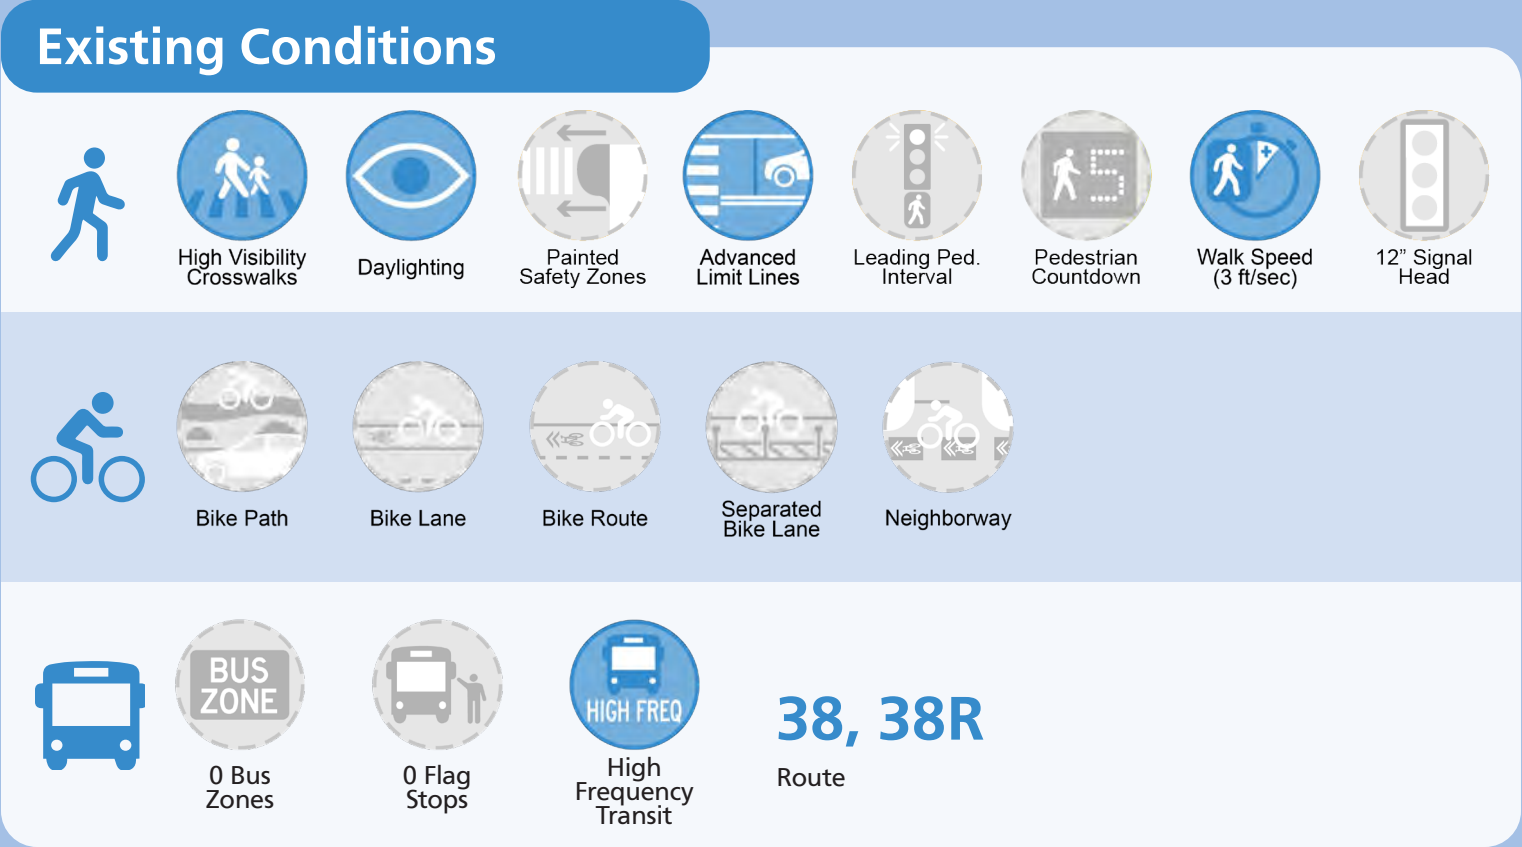 Existing Conditions
High Visibility
Crosswalks
Daylighting
Painted
Safety Zones
Advanced
Limit Lines
Leading Ped.
Interval
Pedestrian
Countdown
Walk Speed
(3 ft/sec)
12” Signal
Head
Bike Path
Bike Lane
Bike Route
Separated
Bike Lane
Neighborway
BUS
ZONE
0 Bus
Zones
0 Flag
Stops
HIGH FREQ
High
Frequency
Transit
38, 38R
Route